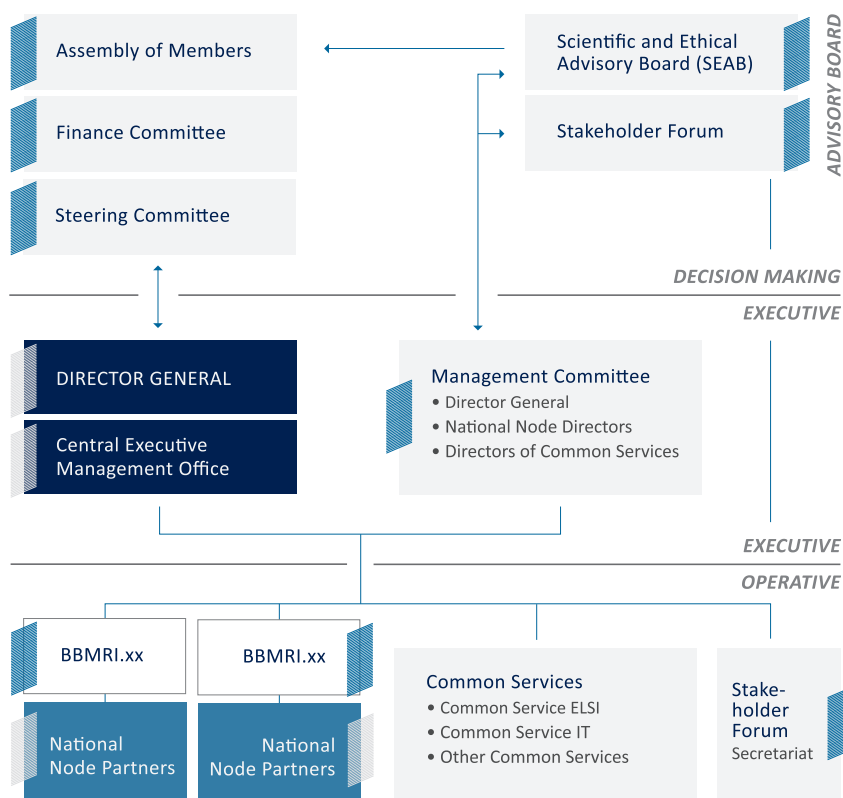 Assembly of Members
Finance Committee
Steering Committee
Scientific and Ethical
Advisory Board (SEAB)
Stakeholder Forum
ADVISORY BOARD
DECISION MAKING
EXECUTIVE
DIRECTOR GENERAL
Central Executive
Management Office
Management Committee
• Director General
• National Node Directors
• Directors of Common Services
EXECUTIVE
OPERATIVE
BBMRI.xx
National
Node Partners
BBMRI.xx
National
Node Partners
Common Services
• Common Service ELSI
• Common Service IT
• Other Common Services
Stake-
holder
Forum
Secretariat